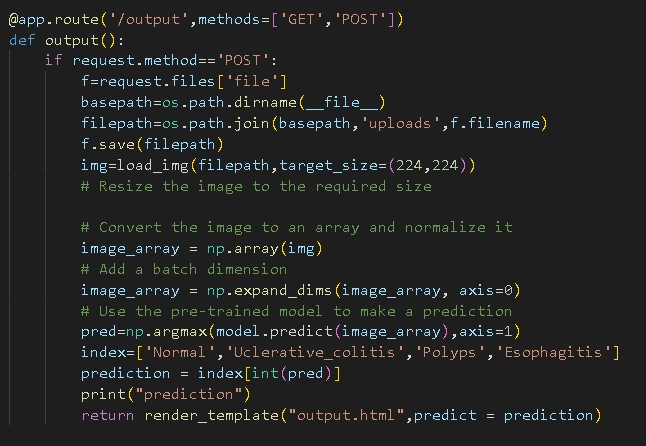 @app.route('/output',methods=['GET','POST'])
def output():
    if request.method=='POST':
        f=request.files['file']
        basepath=os.path.dirname(__file__)
        filepath=os.path.join(basepath,'uploads',f.filename)
        f.save(filepath)
        img=load_img(filepath,target_size=(224,224))
        # Resize the image to the required size

        # Convert the image to an array and normalize it
        image_array = np.array(img)
        # Add a batch dimension
        image_array = np.expand_dims(image_array, axis=0)
        # Use the pre-trained model to make a prediction
        pred=np.argmax(model.predict(image_array),axis=1)
        index=['Normal','Uclerative_colitis','Polyps','Esophagitis']
        prediction = index[int(pred)]
        print("prediction")
        return render_template("output.html",predict = prediction)